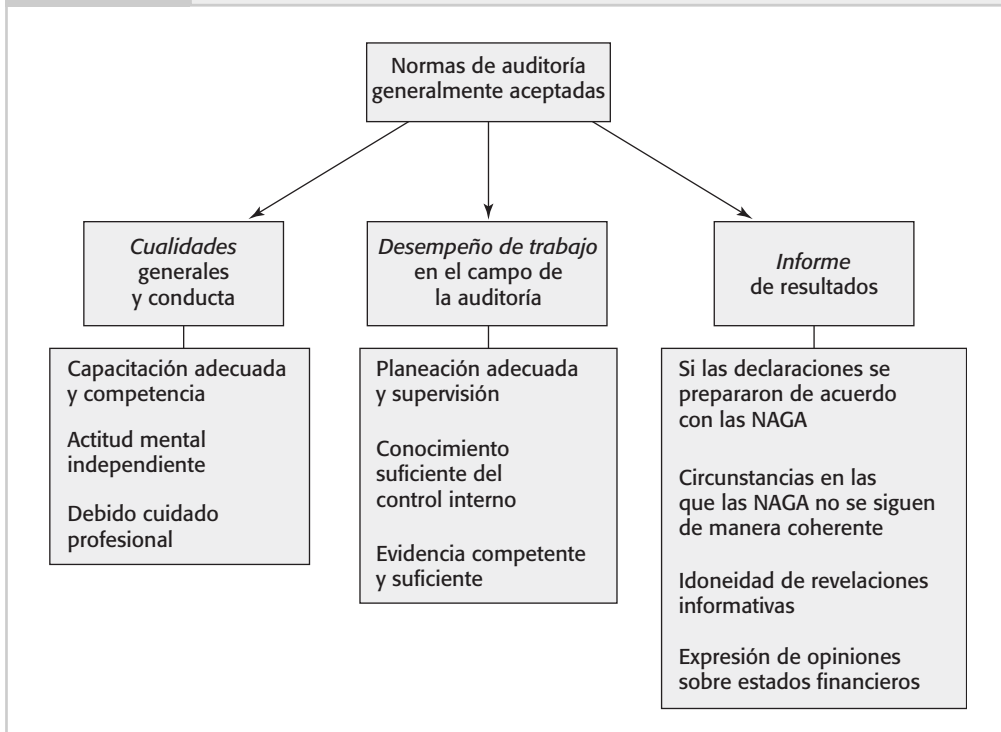 Normas de auditoría
generalmente aceptadas
Cualidades
generales
y conducta
Desempeño de trabajo
en el campo de
la auditoría
Informe
de resultados
Capacitación adecuada
y competencia
Actitud mental
independiente
Debido cuidado
profesional
Planeación adecuada
y supervisión
Conocimiento
suficiente del
control interno
Evidencia competente
y suficiente
Si las declaraciones se
prepararon de acuerdo
con las NAGA
Circunstancias en las
que las NAGA no se siguen
de manera coherente
Idoneidad de revelaciones
informativas
Expresión de opiniones
sobre estados financieros